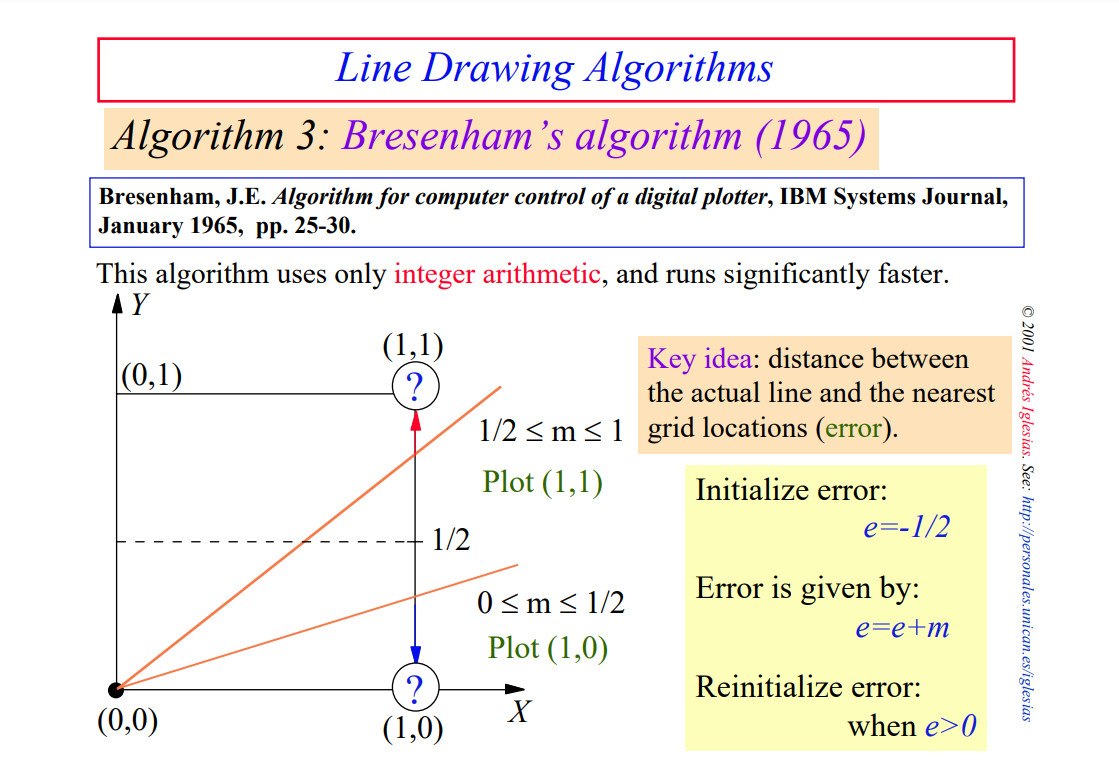 Line Drawing Algorithms
Algorithm 3: Bresenham's algorithm (1965)
Bresenham, J.E. Algorithm for computer control of a digital plotter, IBM Systems Journal,
January 1965, pp. 25-30.
This algorithm uses only integer arithmetic, and runs significantly faster.
Y
(0,1)
(1,1)
?
1/2 ≤ m ≤ 1
Plot (1,1)
1/2
0 ≤ m ≤ 1/2
Plot (1,0)
?
(0,0)
(1,0)
X
Key idea: distance between
the actual line and the nearest
grid locations (error).
Initialize error:
e=-1/2
Error is given by:
e=e+m
Reinitialize error:
when e>0
© 2001 Andrés Iglesias. See: http://personales.unican.es/iglesias